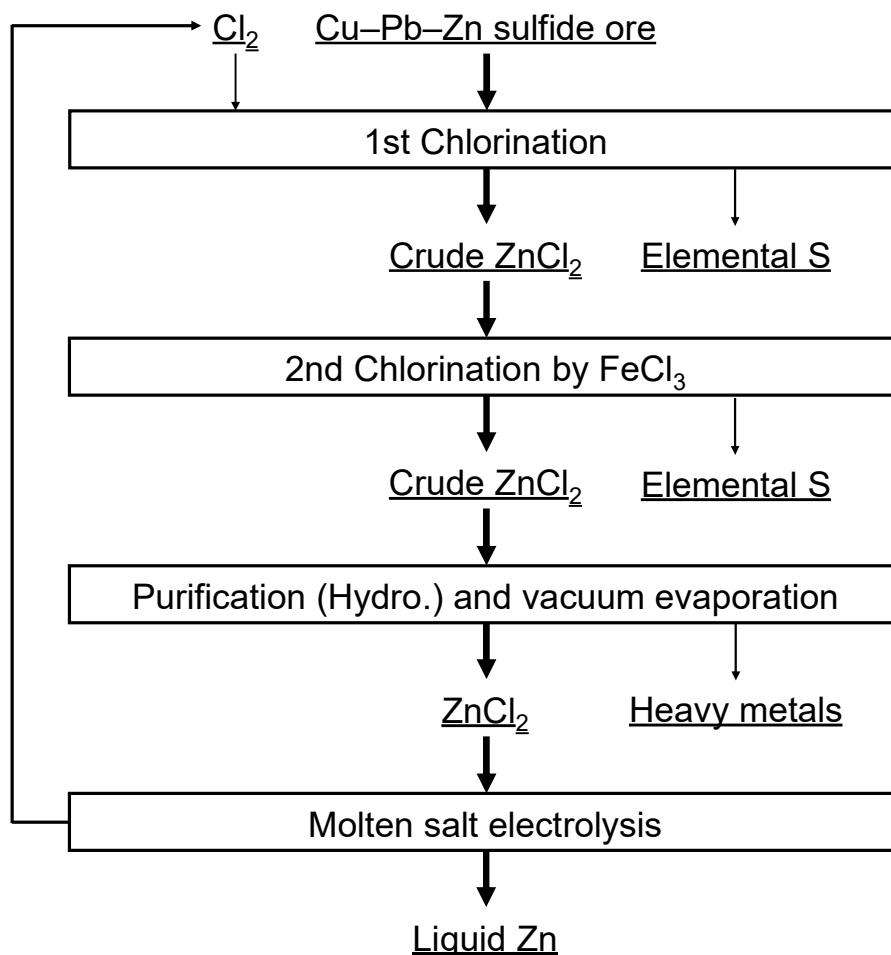 Cl₂ Cu–Pb–Zn sulfide ore
1st Chlorination
Crude ZnCl₂ Elemental S
2nd Chlorination by FeCl₃
Crude ZnCl₂ Elemental S
Purification (Hydro.) and vacuum evaporation
ZnCl₂ Heavy metals
Molten salt electrolysis
Liquid Zn